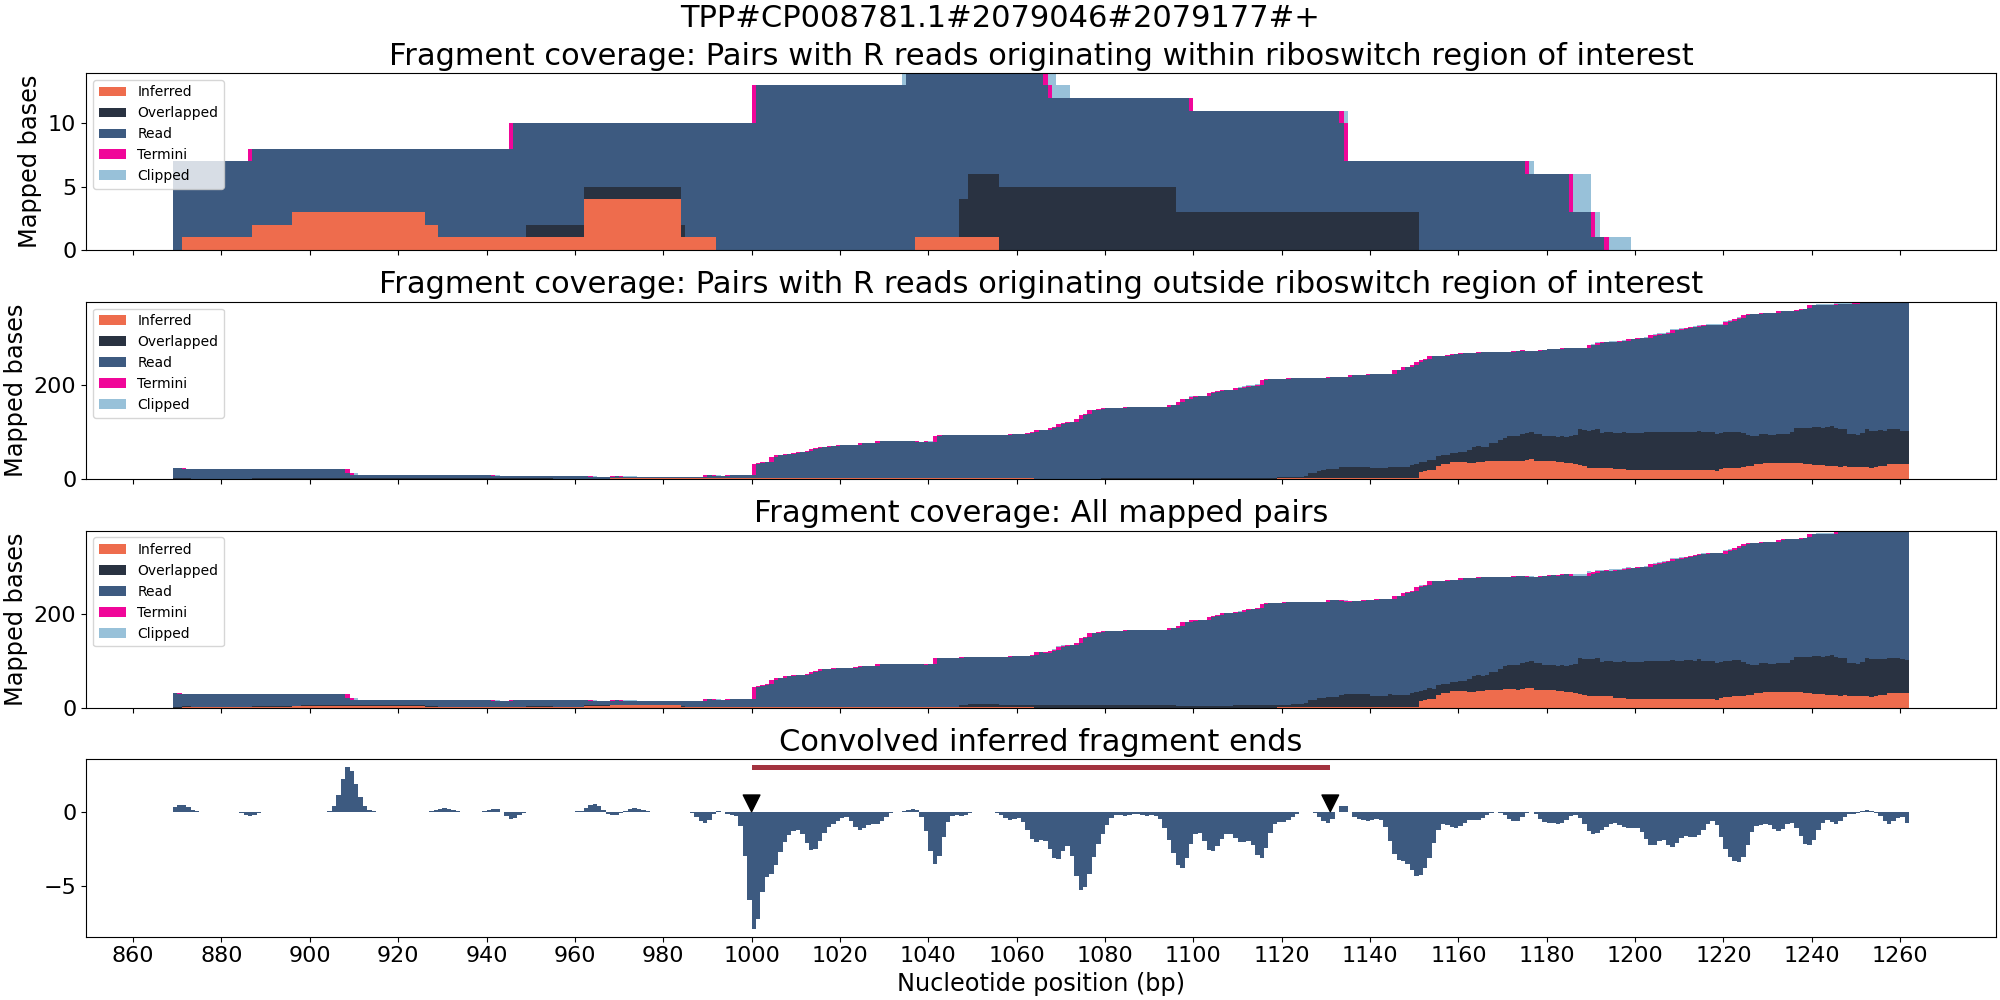 TPP#CP008781.1#2079046#2079177#+
Fragment coverage: Pairs with R reads originating within riboswitch region of interest
Mapped bases
10
5
0
Inferred
Overlapped
Read
Termini
Clipped
Fragment coverage: Pairs with R reads originating outside riboswitch region of interest
Mapped bases
200
0
Inferred
Overlapped
Read
Termini
Clipped
Fragment coverage: All mapped pairs
Mapped bases
200
0
Inferred
Overlapped
Read
Termini
Clipped
Convolved inferred fragment ends
0
−5
860 880 900 920 940 960 980 1000 1020 1040 1060 1080 1100 1120 1140 1160 1180 1200 1220 1240 1260
Nucleotide position (bp)